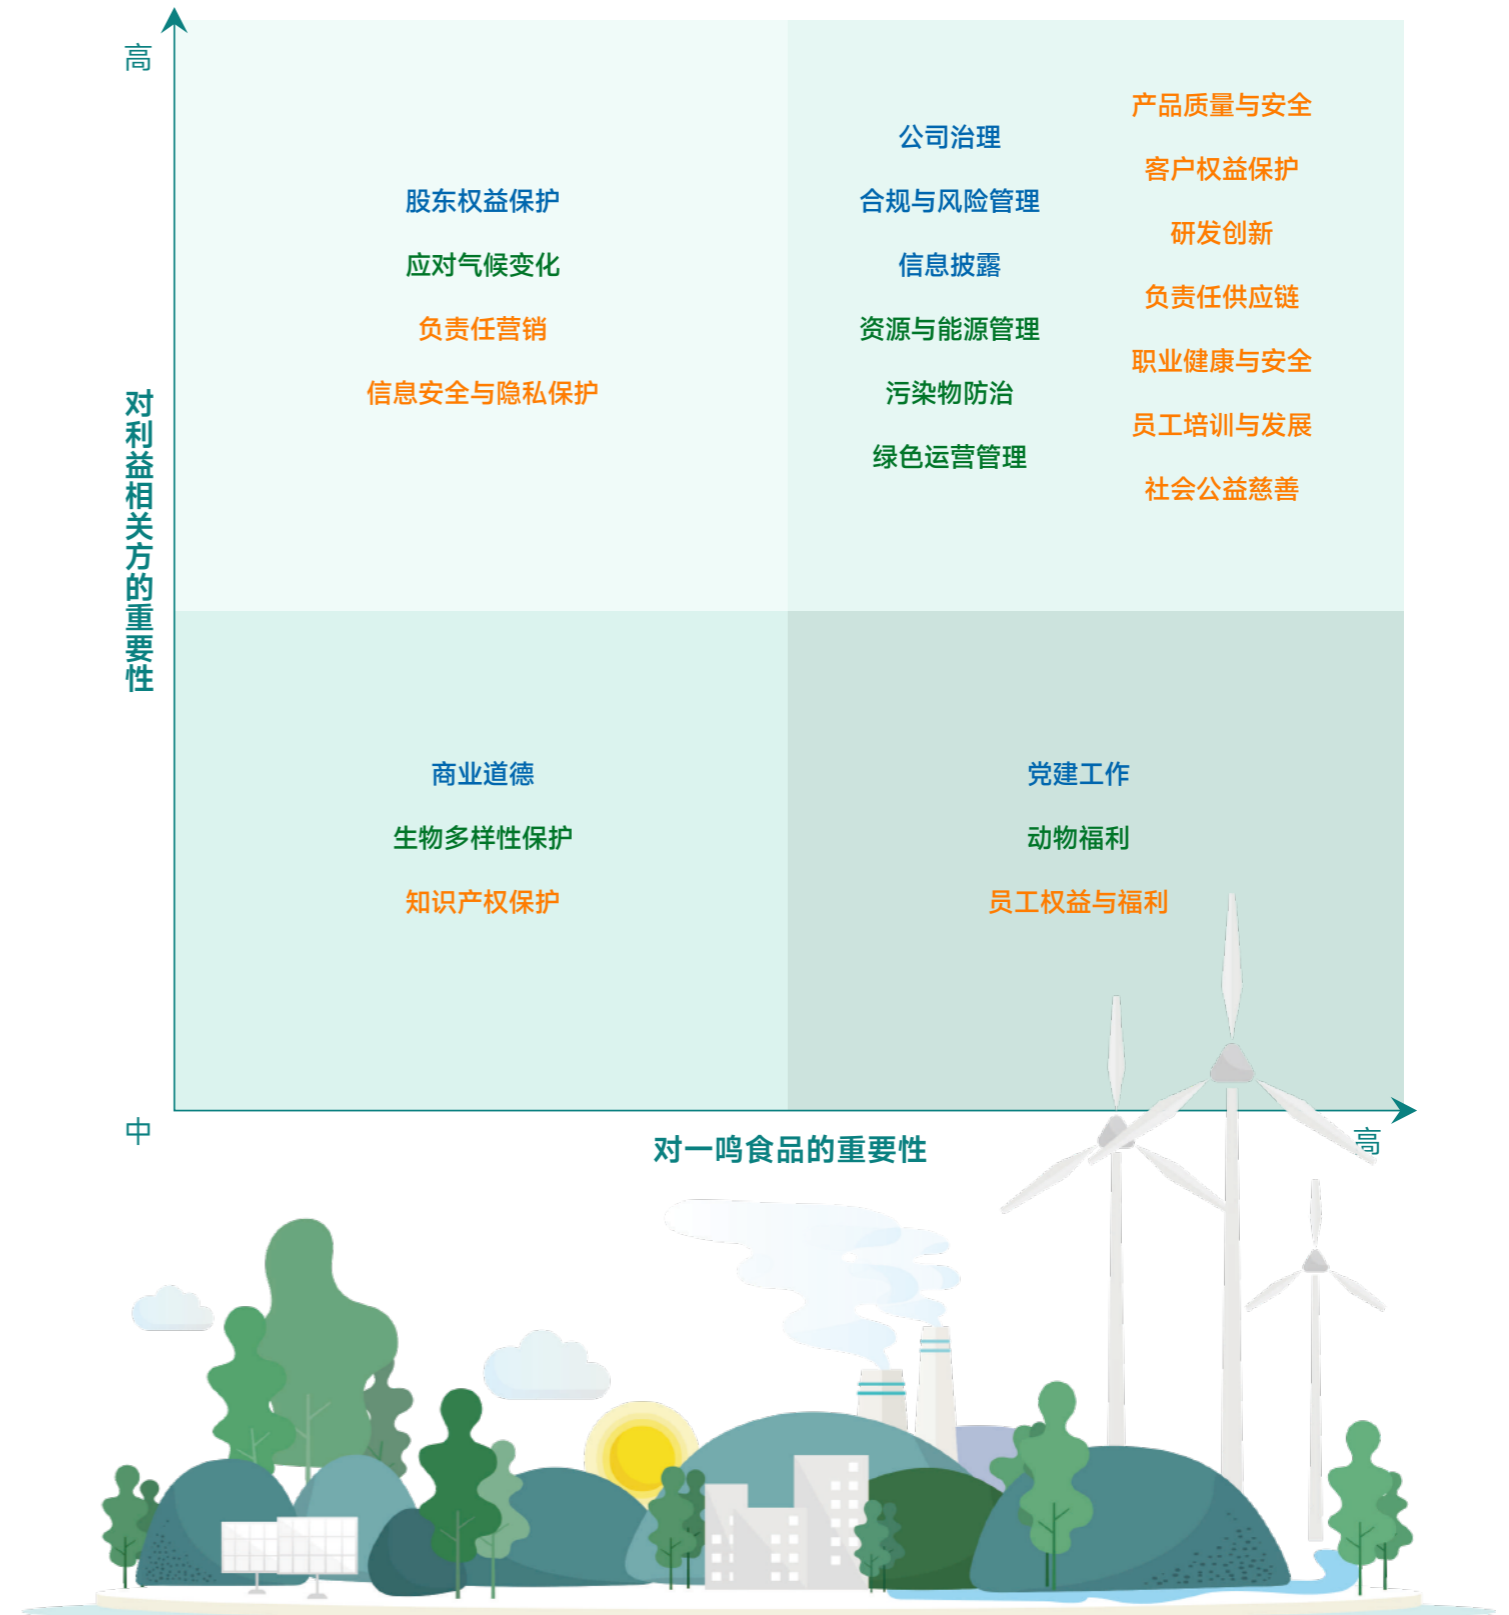 高
对利益相关方的重要性
股东权益保护
应对气候变化
负责任营销
信息安全与隐私保护
公司治理
合规与风险管理
信息披露
资源与能源管理
污染物防治
绿色运营管理
产品质量与安全
客户权益保护
研发创新
负责任供应链
职业健康与安全
员工培训与发展
社会公益慈善
商业道德
生物多样性保护
知识产权保护
党建工作
动物福利
员工权益与福利
中
对一鸣食品的重要性
高